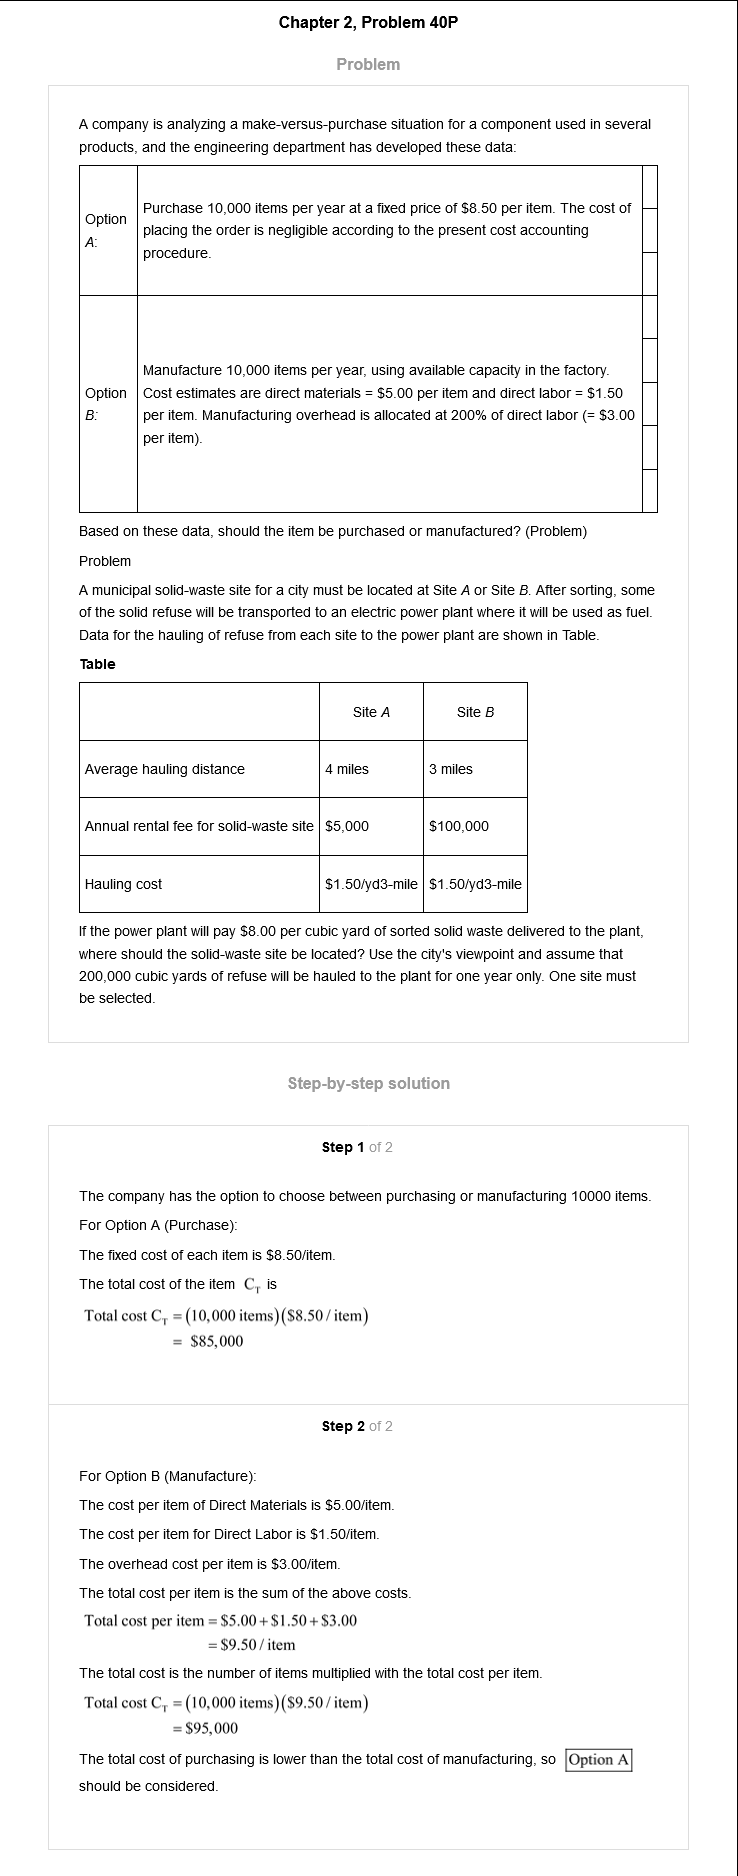 Chapter 2, Problem 40P
Problem
A company is analyzing a make-versus-purchase situation for a component used in several
products, and the engineering department has developed these data:
Option
A:
Purchase 10,000 items per year at a fixed price of $8.50 per item. The cost of
placing the order is negligible according to the present cost accounting
procedure.
Option
B:
Manufacture 10,000 items per year, using available capacity in the factory.
Cost estimates are direct materials = $5.00 per item and direct labor = $1.50
per item. Manufacturing overhead is allocated at 200% of direct labor (= $3.00
per item).
Based on these data, should the item be purchased or manufactured? (Problem)
Problem
A municipal solid-waste site for a city must be located at Site A or Site B. After sorting, some
of the solid refuse will be transported to an electric power plant where it will be used as fuel.
Data for the hauling of refuse from each site to the power plant are shown in Table.
Table
Site A Site B
Average hauling distance 4 miles 3 miles
Annual rental fee for solid-waste site $5,000 $100,000
Hauling cost $1.50/yd3-mile $1.50/yd3-mile
If the power plant will pay $8.00 per cubic yard of sorted solid waste delivered to the plant,
where should the solid-waste site be located? Use the city's viewpoint and assume that
200,000 cubic yards of refuse will be hauled to the plant for one year only. One site must
be selected.
Step-by-step solution
Step 1 of 2
The company has the option to choose between purchasing or manufacturing 10000 items.
For Option A (Purchase):
The fixed cost of each item is $8.50/item.
The total cost of the item C_T is
Total cost C_T = (10,000 items)($8.50 / item)
= $85,000
Step 2 of 2
For Option B (Manufacture):
The cost per item of Direct Materials is $5.00/item.
The cost per item for Direct Labor is $1.50/item.
The overhead cost per item is $3.00/item.
The total cost per item is the sum of the above costs.
Total cost per item = $5.00 + $1.50 + $3.00
= $9.50 / item
The total cost is the number of items multiplied with the total cost per item.
Total cost C_T = (10,000 items)($9.50 / item)
= $95,000
The total cost of purchasing is lower than the total cost of manufacturing, so Option A
should be considered.